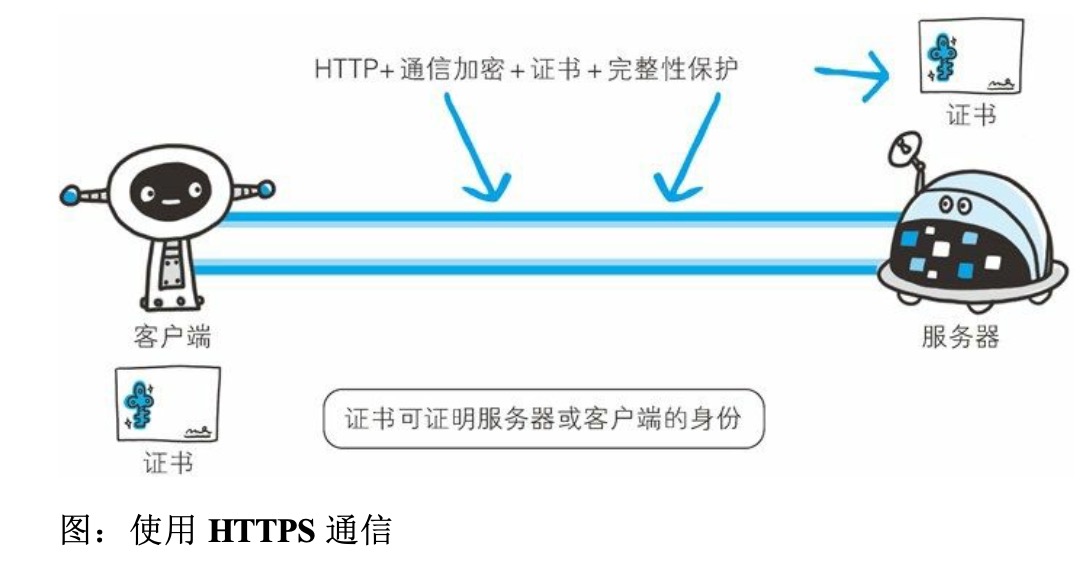 HTTP+通信加密+证书+完整性保护
证书
客户端
服务器
证书可证明服务器或客户端的身份
证书
图：使用 HTTPS 通信